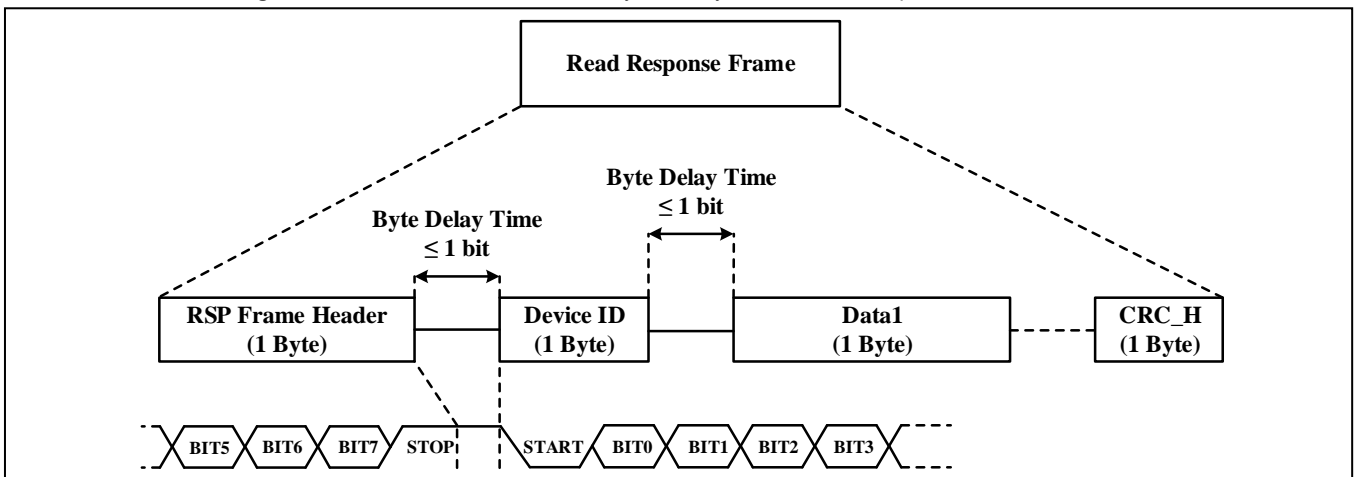 Read Response Frame
Byte Delay Time
≤ 1 bit
Byte Delay Time
≤ 1 bit
RSP Frame Header
(1 Byte)
Device ID
(1 Byte)
Data1
(1 Byte)
CRC_H
(1 Byte)
BIT5 BIT6 BIT7 STOP START BIT0 BIT1 BIT2 BIT3